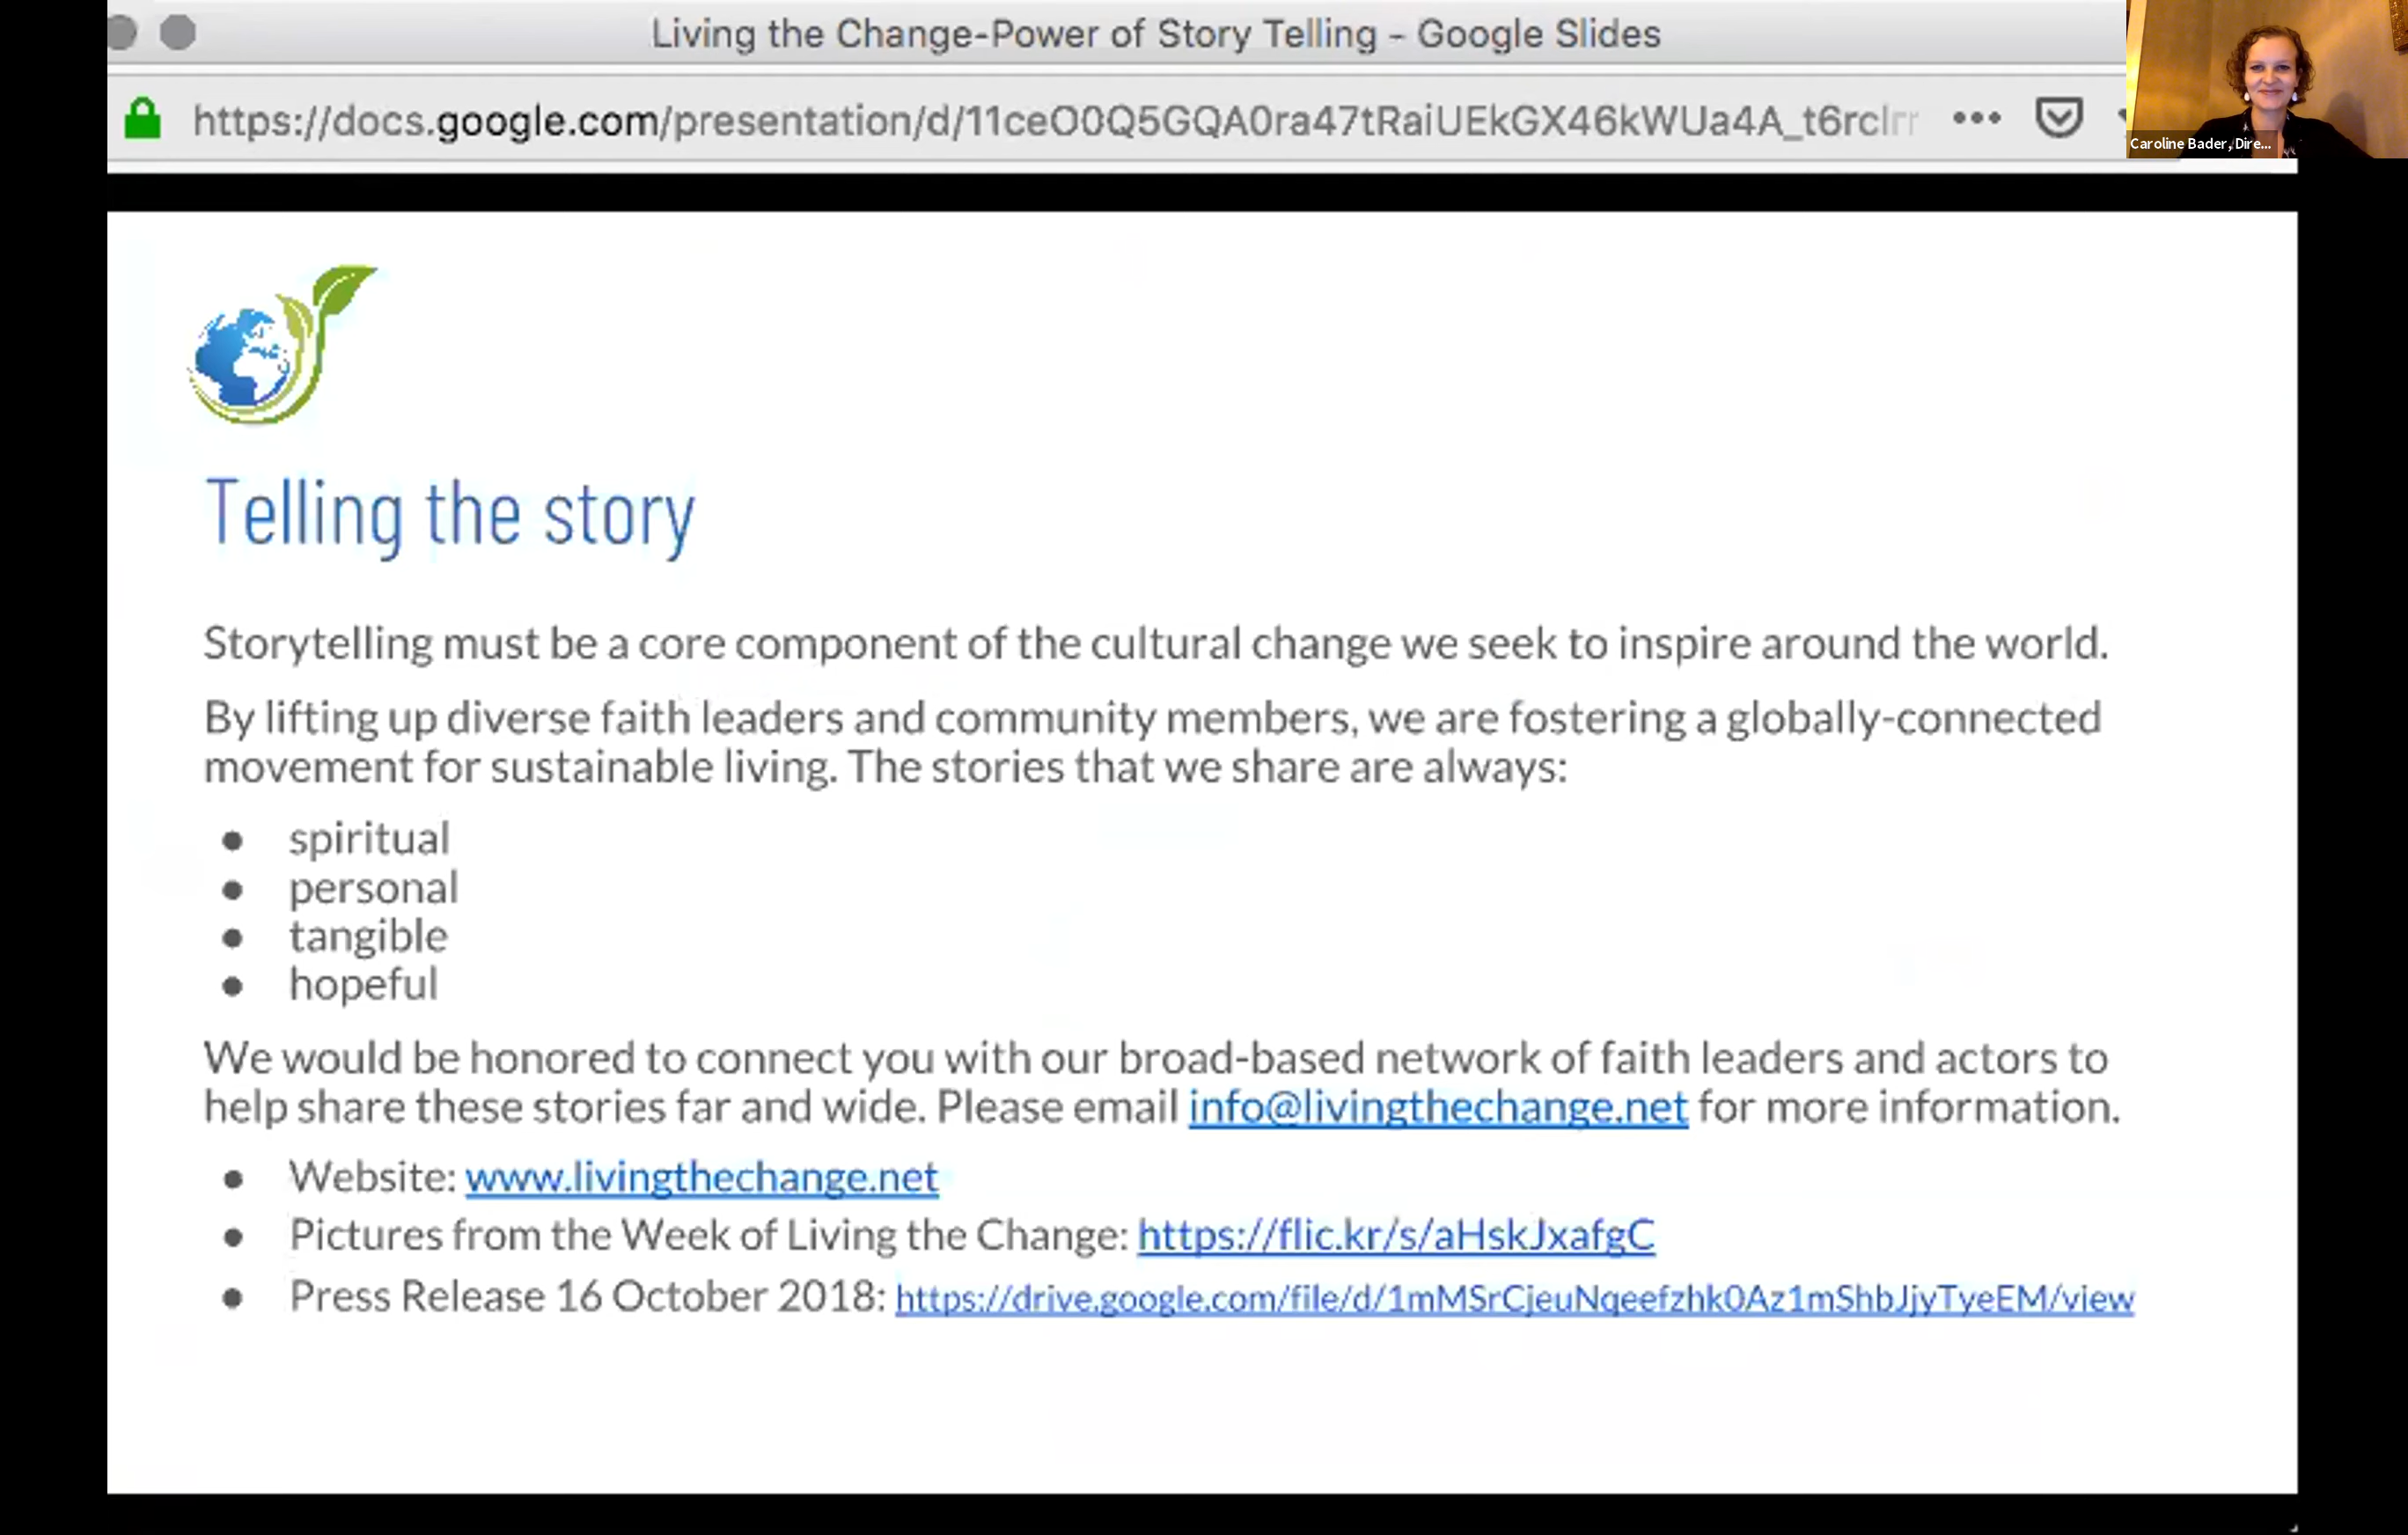 Living the Change-Power of Story Telling – Google Slides
https://docs.google.com/presentation/d/11ceO0Q5GQA0ra47tRaiUEkGX46kWUa4A_t6rclrr
Caroline Bader, Dire...
Telling the story
Storytelling must be a core component of the cultural change we seek to inspire around the world.
By lifting up diverse faith leaders and community members, we are fostering a globally-connected
movement for sustainable living. The stories that we share are always:
● spiritual
● personal
● tangible
● hopeful
We would be honored to connect you with our broad-based network of faith leaders and actors to
help share these stories far and wide. Please email info@livingthechange.net for more information.
● Website: www.livingthechange.net
● Pictures from the Week of Living the Change: https://flic.kr/s/aHskJxafgC
● Press Release 16 October 2018: https://drive.google.com/file/d/1mMSrCjeuNqeefzhk0Az1mShbJjyTyeEM/view